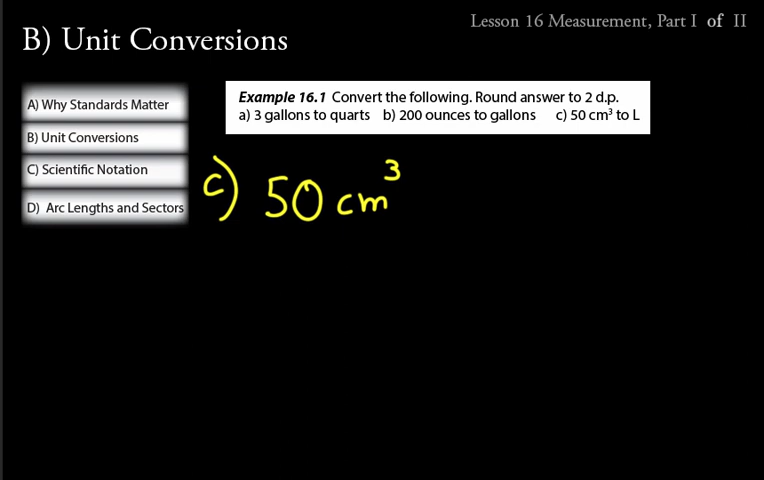 Lesson 16 Measurement, Part I of II
B) Unit Conversions
A) Why Standards Matter
B) Unit Conversions
C) Scientific Notation
D) Arc Lengths and Sectors
Example 16.1 Convert the following. Round answer to 2 d.p.
a) 3 gallons to quarts b) 200 ounces to gallons c) 50 cm³ to L
c) 50 cm³